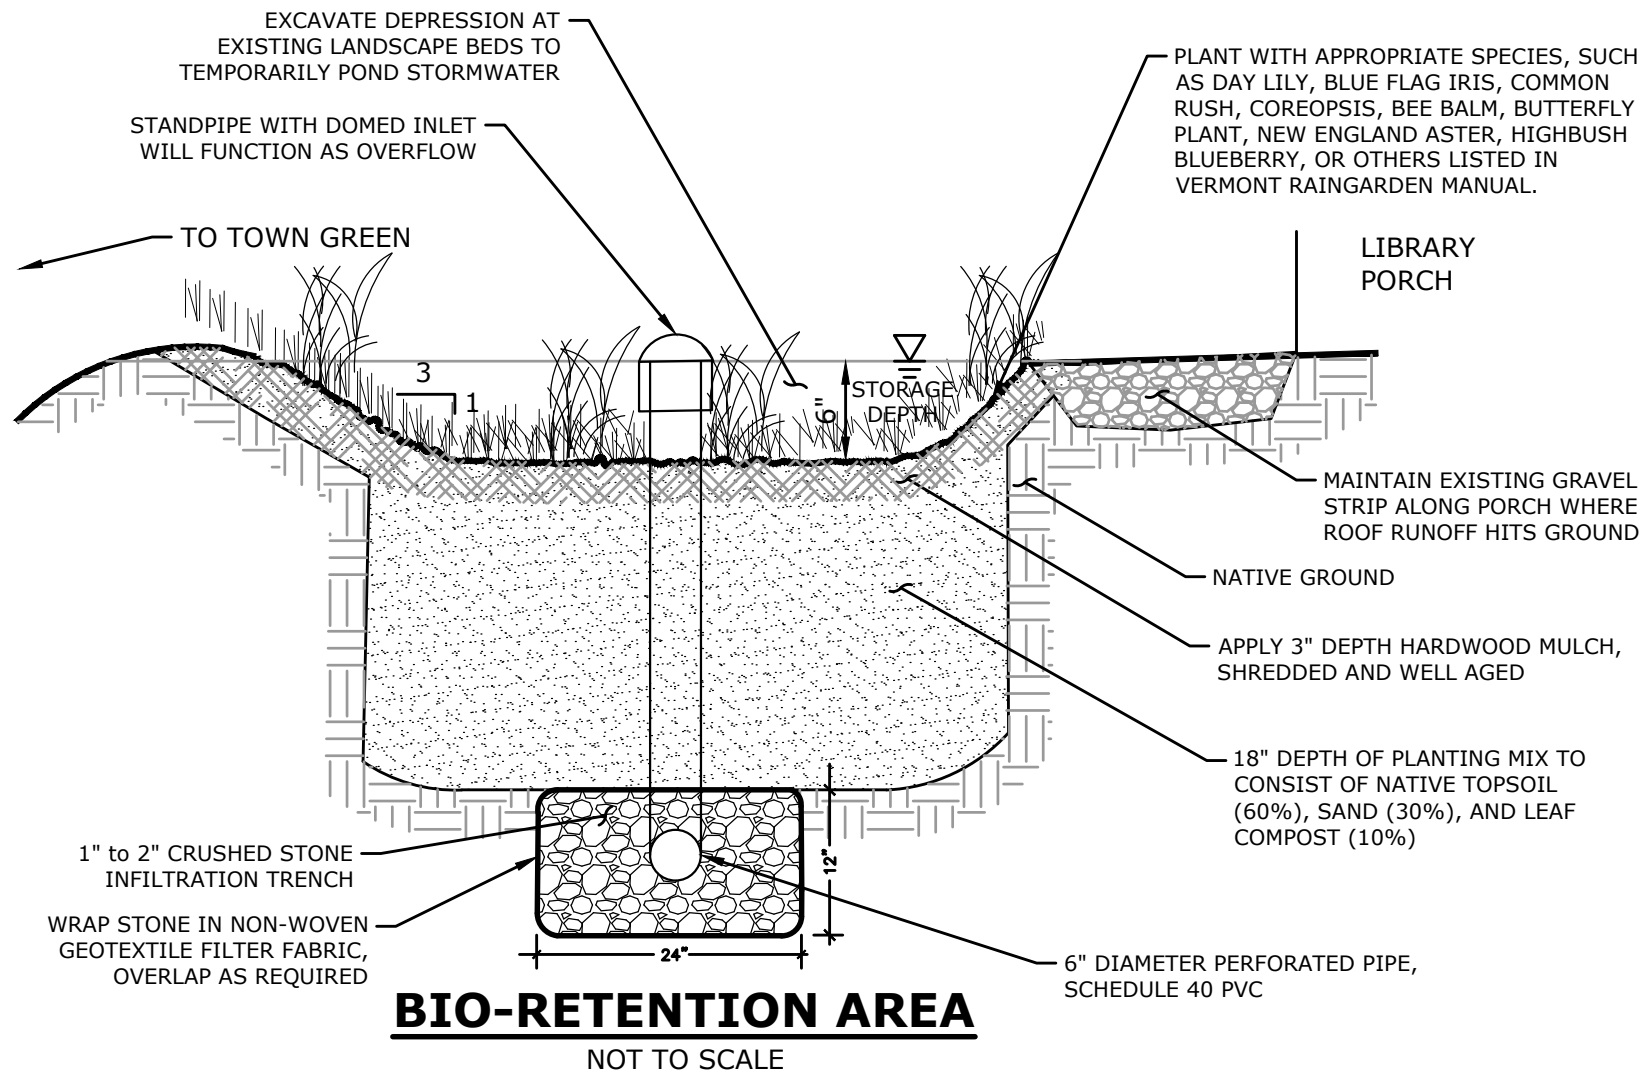 EXCAVATE DEPRESSION AT
EXISTING LANDSCAPE BEDS TO
TEMPORARILY POND STORMWATER
STANDPIPE WITH DOMED INLET
WILL FUNCTION AS OVERFLOW
TO TOWN GREEN
PLANT WITH APPROPRIATE SPECIES, SUCH
AS DAY LILY, BLUE FLAG IRIS, COMMON
RUSH, COREOPSIS, BEE BALM, BUTTERFLY
PLANT, NEW ENGLAND ASTER, HIGHBUSH
BLUEBERRY, OR OTHERS LISTED IN
VERMONT RAINGARDEN MANUAL.
LIBRARY
PORCH
3
1
6"
STORAGE
DEPTH
MAINTAIN EXISTING GRAVEL
STRIP ALONG PORCH WHERE
ROOF RUNOFF HITS GROUND
NATIVE GROUND
APPLY 3" DEPTH HARDWOOD MULCH,
SHREDDED AND WELL AGED
18" DEPTH OF PLANTING MIX TO
CONSIST OF NATIVE TOPSOIL
(60%), SAND (30%), AND LEAF
COMPOST (10%)
1" to 2" CRUSHED STONE
INFILTRATION TRENCH
WRAP STONE IN NON-WOVEN
GEOTEXTILE FILTER FABRIC,
OVERLAP AS REQUIRED
12"
24"
6" DIAMETER PERFORATED PIPE,
SCHEDULE 40 PVC
BIO-RETENTION AREA
NOT TO SCALE